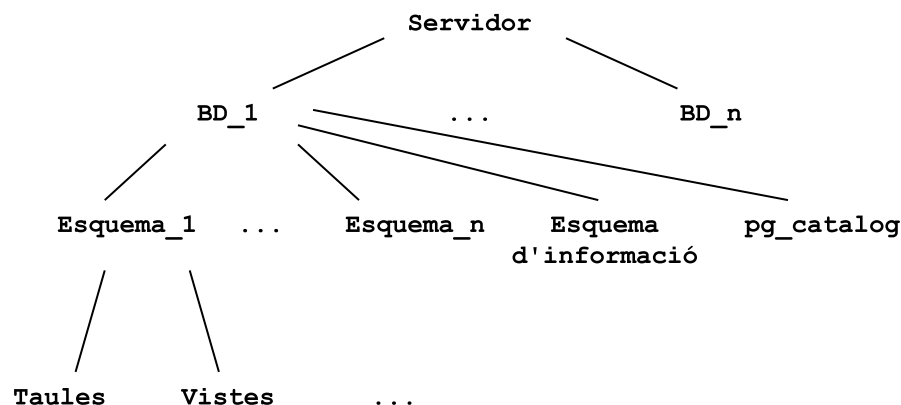 Servidor
BD_1 ... BD_n
Esquema_1 ... Esquema_n Esquema pg_catalog
d'informació
Taules Vistes ...